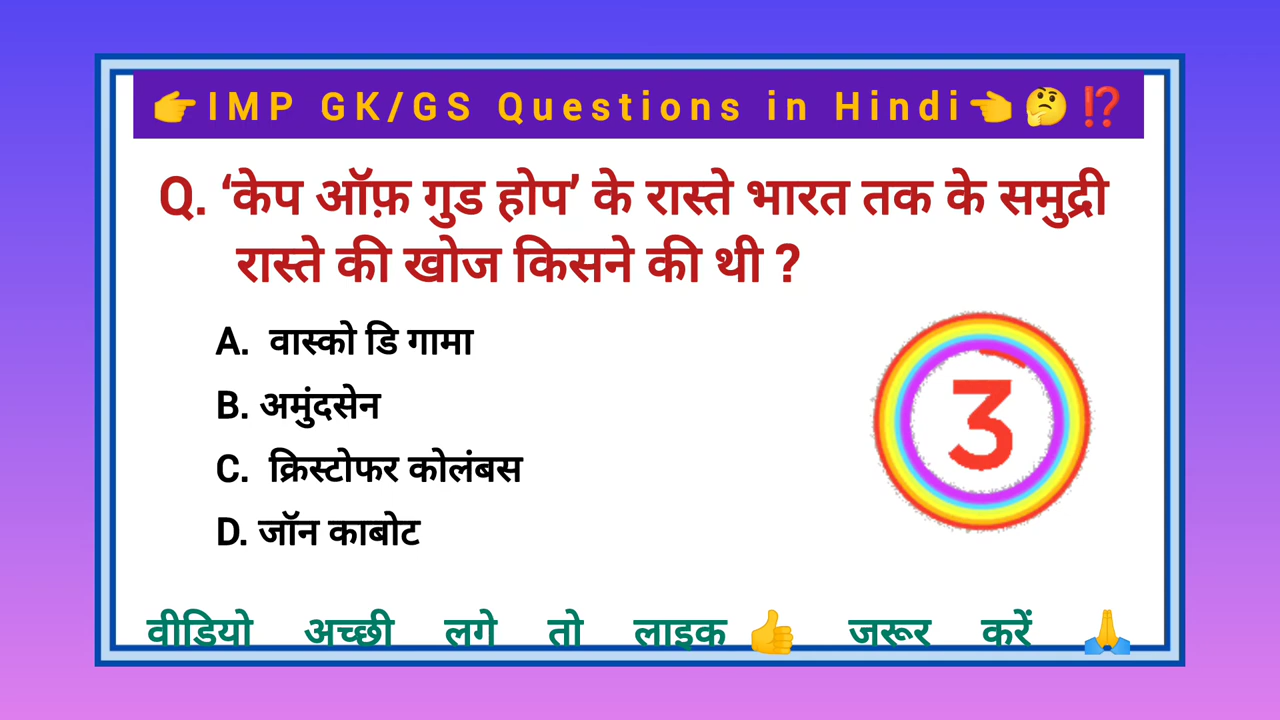 👉IMP GK/GS Questions in Hindi👈🤔⁉️
Q. ‘केप ऑफ़ गुड होप’ के रास्ते भारत तक के समुद्री
रास्ते की खोज किसने की थी ?
A. वास्को डि गामा
B. अमुंदसेन
C. क्रिस्टोफर कोलंबस
D. जॉन काबोट
3
वीडियो अच्छी लगे तो लाइक 👍 जरूर करें 🙏